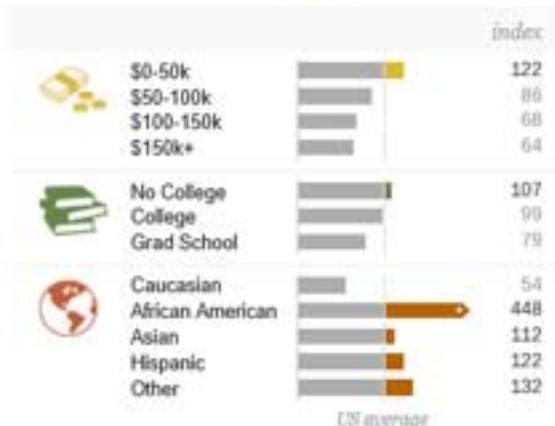 index
$0-50k 122
$50-100k 86
$100-150k 68
$150k+ 64
No College 107
College 99
Grad School 79
Caucasian 54
African American 448
Asian 112
Hispanic 122
Other 132
US average